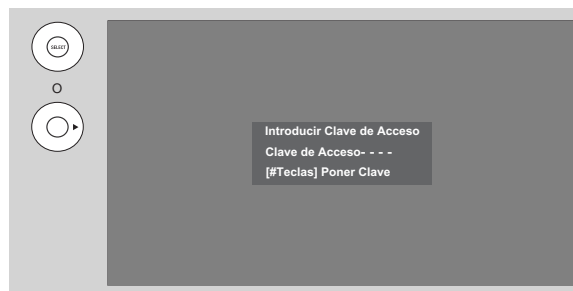 SELECT
O
Introducir Clave de Acceso
Clave de Acceso- - - -
[#Teclas] Poner Clave